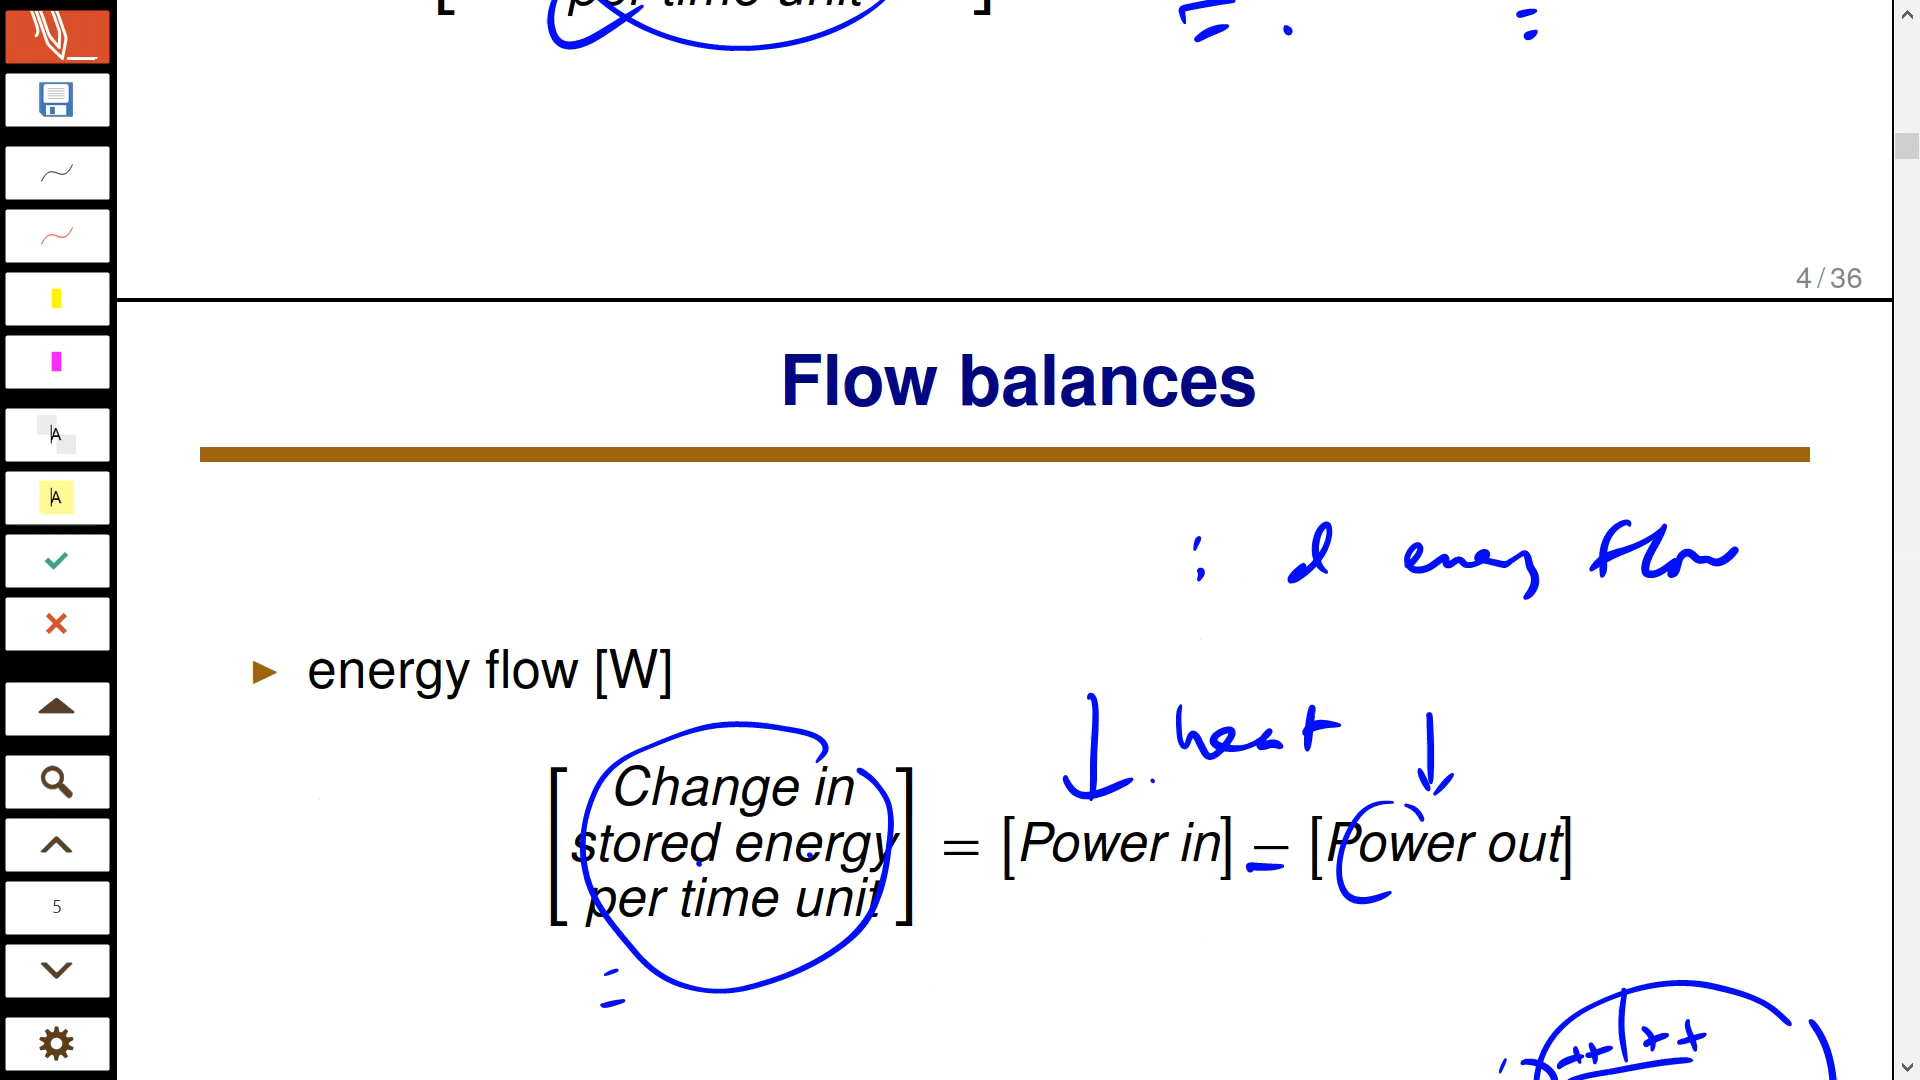 per time unit
4/36
Flow balances
energy flow
energy flow [W]
heat
[Change in stored energy per time unit] = [Power in] − [Power out]
A
A
5